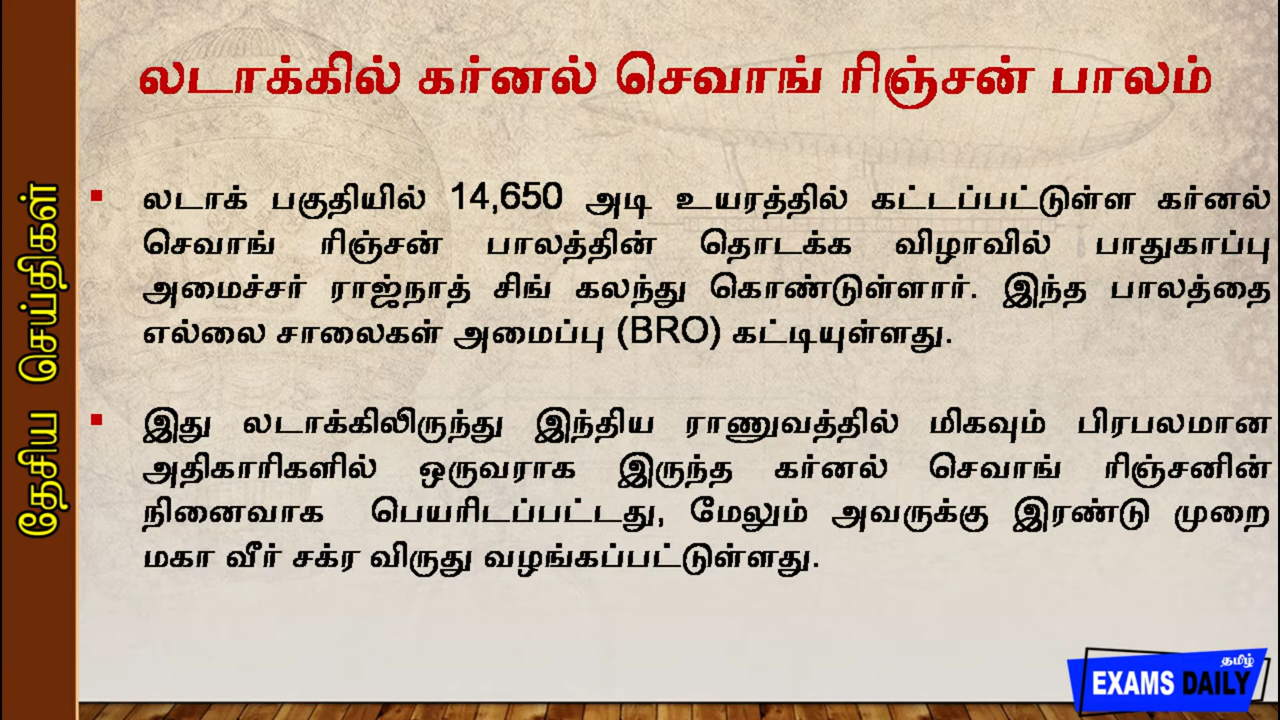 லடாக்கில் கர்னல் செவாங் ரிஞ்சன் பாலம்
தேசிய செய்திகள்
▪ லடாக் பகுதியில் 14,650 அடி உயரத்தில் கட்டப்பட்டுள்ள கர்னல்
செவாங் ரிஞ்சன் பாலத்தின் தொடக்க விழாவில் பாதுகாப்பு
அமைச்சர் ராஜ்நாத் சிங் கலந்து கொண்டுள்ளார். இந்த பாலத்தை
எல்லை சாலைகள் அமைப்பு (BRO) கட்டியுள்ளது.
▪ இது லடாக்கிலிருந்து இந்திய ராணுவத்தில் மிகவும் பிரபலமான
அதிகாரிகளில் ஒருவராக இருந்த கர்னல் செவாங் ரிஞ்சனின்
நினைவாக பெயரிடப்பட்டது, மேலும் அவருக்கு இரண்டு முறை
மகா வீர் சக்ர விருது வழங்கப்பட்டுள்ளது.
தமிழ்
EXAMS DAILY